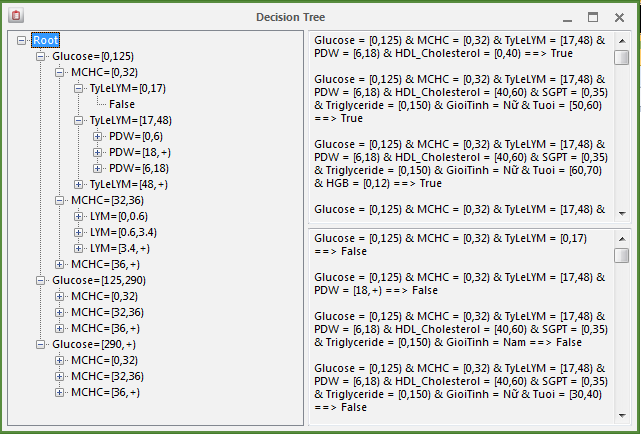 Decision Tree
Root
Glucose=[0,125)
MCHC=[0,32)
TyLeLYM=[0,17)
False
TyLeLYM=[17,48)
PDW=[0,6)
PDW=[18,+)
PDW=[6,18)
TyLeLYM=[48,+)
MCHC=[32,36)
LYM=[0,0.6)
LYM=[0.6,3.4)
LYM=[3.4,+)
MCHC=[36,+)
Glucose=[125,290)
MCHC=[0,32)
MCHC=[32,36)
MCHC=[36,+)
Glucose=[290,+)
MCHC=[0,32)
MCHC=[32,36)
MCHC=[36,+)
Glucose = [0,125) & MCHC = [0,32) & TyLeLYM = [17,48) &
PDW = [6,18) & HDL_Cholesterol = [0,40) ==> True
Glucose = [0,125) & MCHC = [0,32) & TyLeLYM = [17,48) &
PDW = [6,18) & HDL_Cholesterol = [40,60) & SGPT = [0,35)
& Triglyceride = [0,150) & GioiTinh = Nữ & Tuoi = [50,60)
==> True
Glucose = [0,125) & MCHC = [0,32) & TyLeLYM = [17,48) &
PDW = [6,18) & HDL_Cholesterol = [40,60) & SGPT = [0,35)
& Triglyceride = [0,150) & GioiTinh = Nữ & Tuoi = [60,70)
& HGB = [0,12) ==> True
Glucose = [0,125) & MCHC = [0,32) & TyLeLYM = [17,48) &
Glucose = [0,125) & MCHC = [0,32) & TyLeLYM = [0,17)
==> False
Glucose = [0,125) & MCHC = [0,32) & TyLeLYM = [17,48) &
PDW = [18,+) ==> False
Glucose = [0,125) & MCHC = [0,32) & TyLeLYM = [17,48) &
PDW = [6,18) & HDL_Cholesterol = [40,60) & SGPT = [0,35)
& Triglyceride = [0,150) & GioiTinh = Nam ==> False
Glucose = [0,125) & MCHC = [0,32) & TyLeLYM = [17,48) &
PDW = [6,18) & HDL_Cholesterol = [40,60) & SGPT = [0,35)
& Triglyceride = [0,150) & GioiTinh = Nữ & Tuoi = [30,40)
==> False